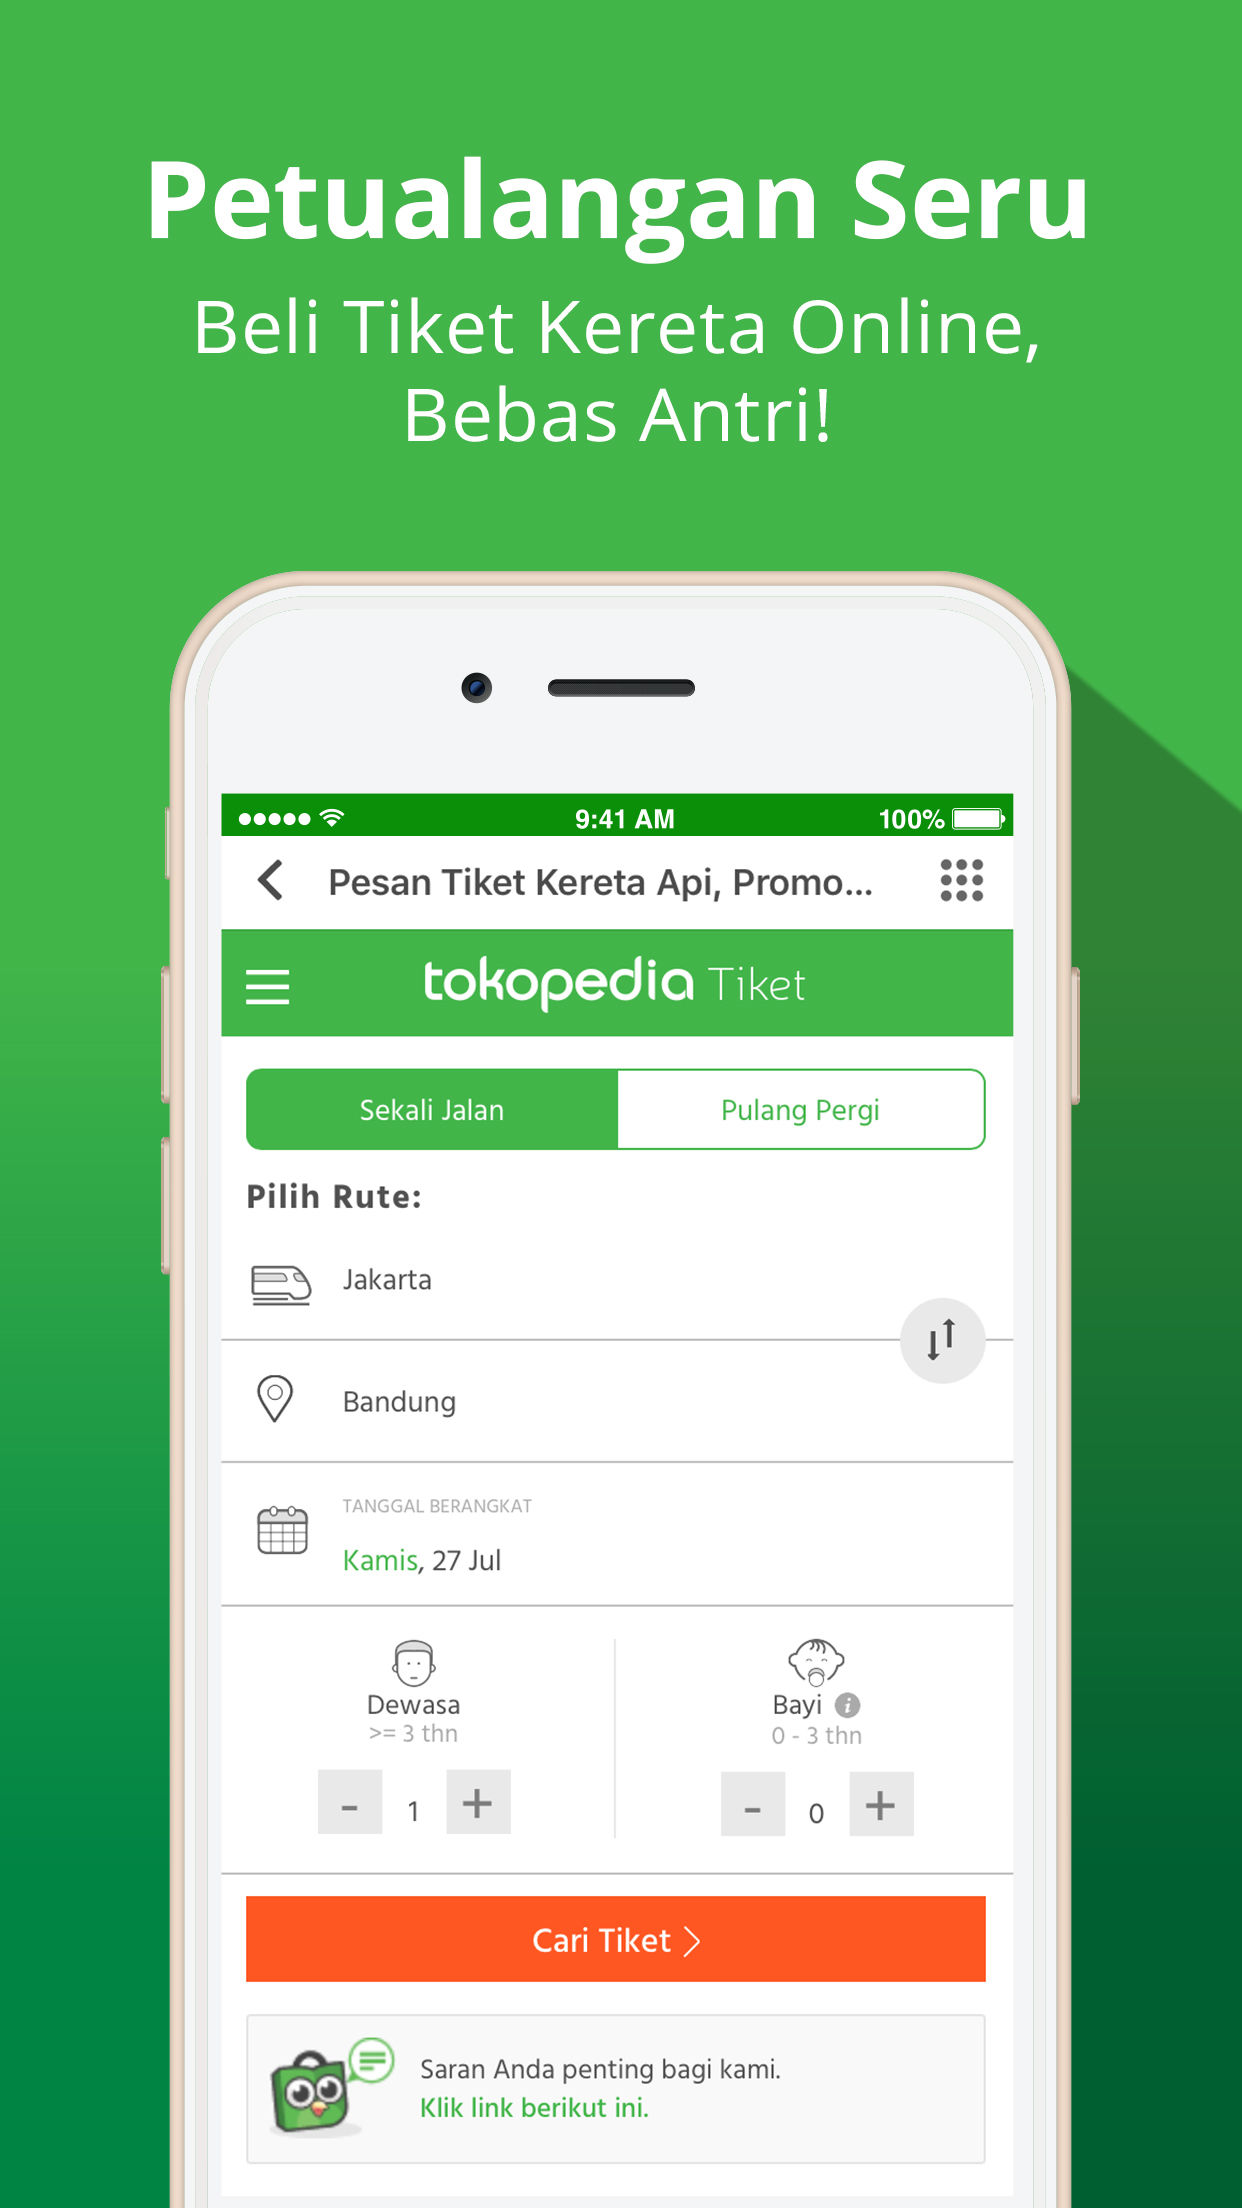 Petualangan Seru
Beli Tiket Kereta Online,
Bebas Antri!
9:41 AM
100%
Pesan Tiket Kereta Api, Promo...
tokopedia Tiket
Sekali Jalan
Pulang Pergi
Pilih Rute:
Jakarta
Bandung
TANGGAL BERANGKAT
Kamis, 27 Jul
Dewasa
>= 3 thn
- 1 +
Bayi i
0 - 3 thn
- 0 +
Cari Tiket >
Saran Anda penting bagi kami.
Klik link berikut ini.